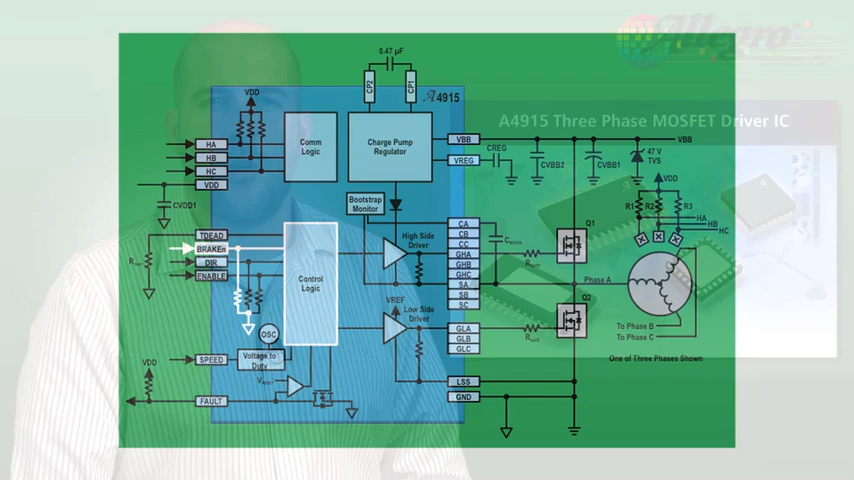 Allegro
A4915 Three Phase MOSFET Driver IC
0.47 µF
CP2
CP1
A4915
VDD
HA
HB
HC
VDD
CVDD1
Comm
Logic
Charge Pump
Regulator
Bootstrap
Monitor
VBB
VREG
CREG
CVBB2
CVBB1
47 V
TVS
VBB
VDD
R1
R2
R3
HA
HB
HC
TDEAD
BRAKEn
DIR
ENABLE
Control
Logic
High Side
Driver
CA
CB
CC
GHA
GHB
GHC
SA
SB
SC
Q1
Phase A
VREF
Low Side
Driver
GLA
GLB
GLC
Q2
To Phase B
To Phase C
One of Three Phases Shown
OSC
SPEED
Voltage to
Duty
VDD
FAULT
LSS
GND